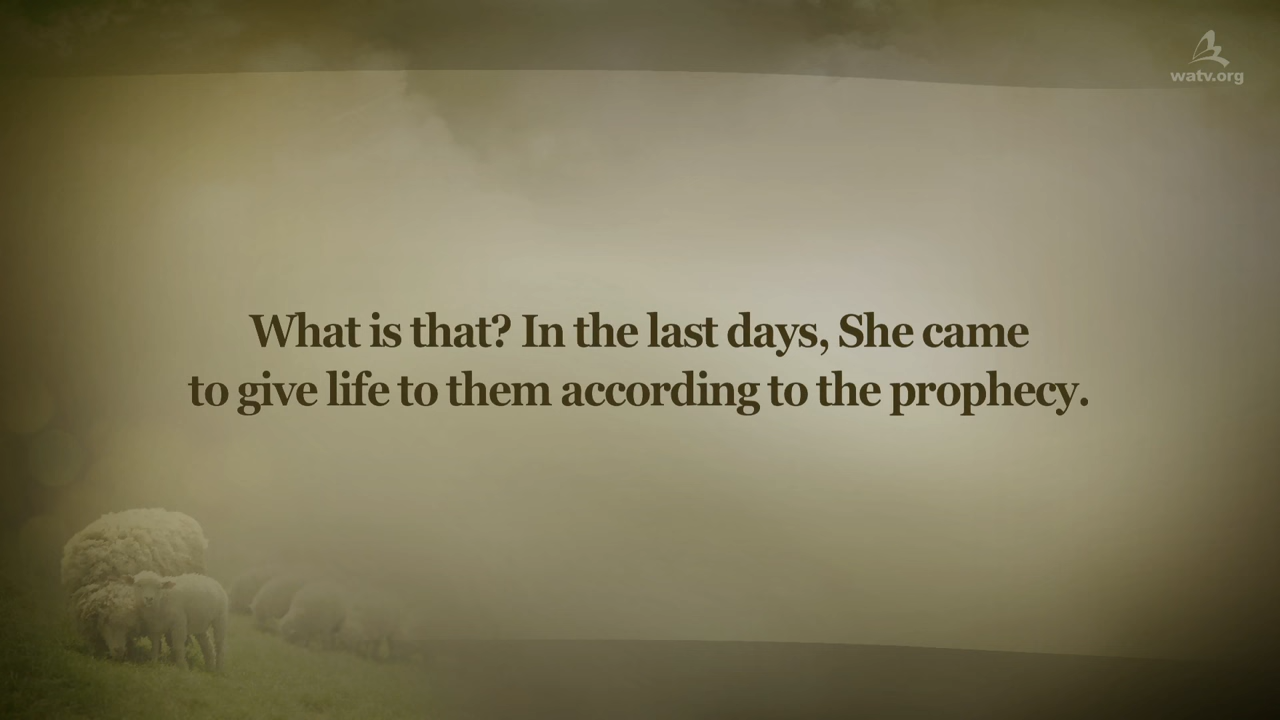 watv.org
What is that? In the last days, She came
to give life to them according to the prophecy.